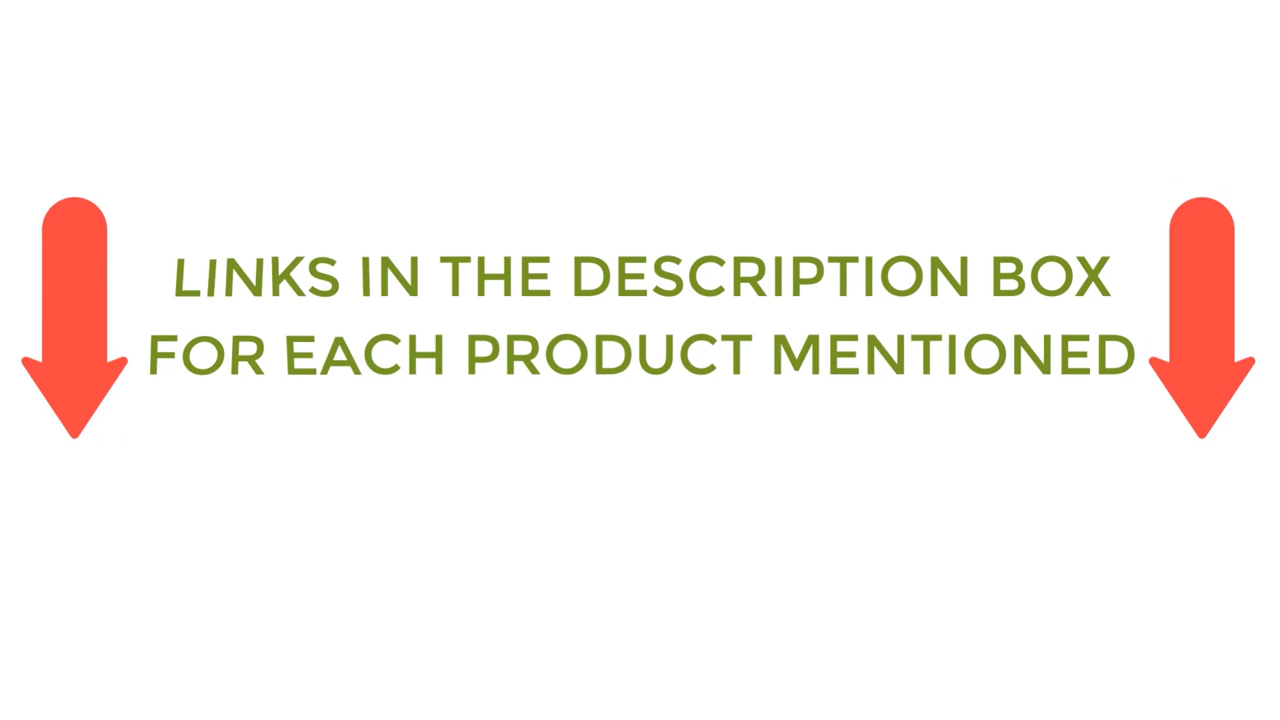 LINKS IN THE DESCRIPTION BOX
FOR EACH PRODUCT MENTIONED